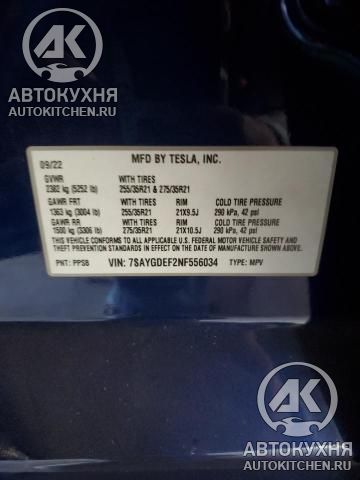 АВТОКУХНЯ
AUTOKITCHEN.RU
АВТОКУХНЯ
AUTOKITCHEN.RU
09/22 MFD BY TESLA, INC.
GVWR WITH TIRES
2382 kg (5252 lb) 255/35R21 & 275/35R21
GAWR FRT WITH TIRES RIM COLD TIRE PRESSURE
1363 kg (3004 lb) 255/35R21 21X9.5J 290 kPa, 42 psi
GAWR RR WITH TIRES RIM COLD TIRE PRESSURE
1500 kg (3306 lb) 275/35R21 21X10.5J 290 kPa, 42 psi
THIS VEHICLE CONFORMS TO ALL APPLICABLE U.S. FEDERAL MOTOR VEHICLE SAFETY AND
THEFT PREVENTION STANDARDS IN EFFECT ON THE DATE OF MANUFACTURE SHOWN ABOVE.
PNT: PPSB VIN: 7SAYGDEF2NF556034 TYPE: MPV
АК
АВТОКУХНЯ
AUTOKITCHEN.RU